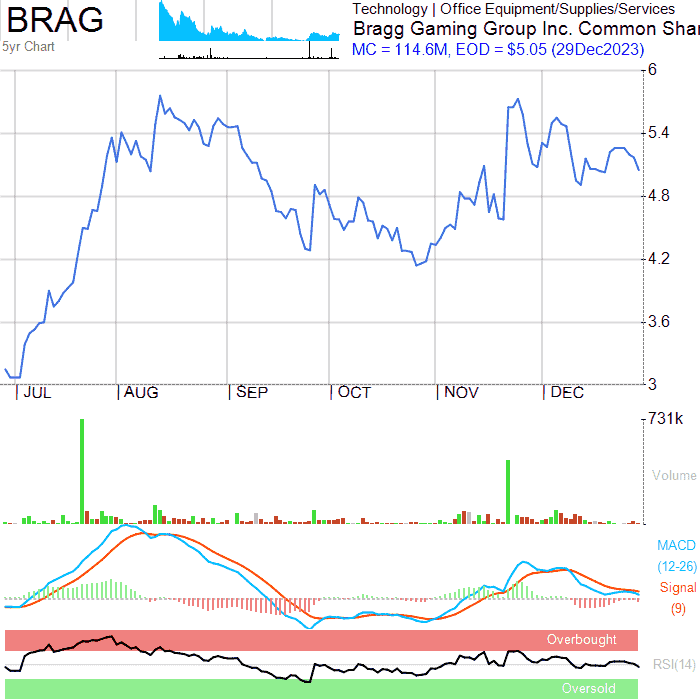 BRAG
5yr Chart
Technology | Office Equipment/Supplies/Services
Bragg Gaming Group Inc. Common Shar
MC = 114.6M, EOD = $5.05 (29Dec2023)
6
5.4
4.8
4.2
3.6
3
JUL AUG SEP OCT NOV DEC
731k
Volume
MACD
(12-26)
Signal
(9)
Overbought
RSI(14)
Oversold